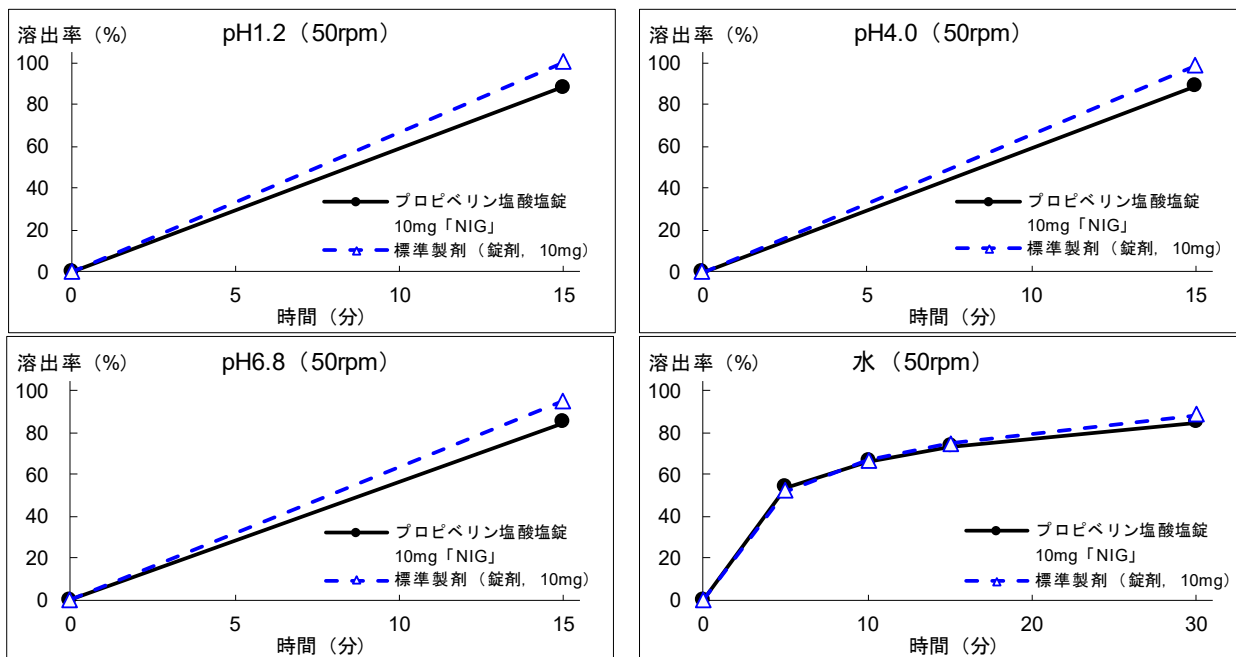 溶出率（%） pH1.2（50rpm）
100
80
60
40
20
0
プロピベリン塩酸塩錠
10mg「NIG」
標準製剤（錠剤，10mg）
0 5 10 15
時間（分）
溶出率（%） pH4.0（50rpm）
100
80
60
40
20
0
プロピベリン塩酸塩錠
10mg「NIG」
標準製剤（錠剤，10mg）
0 5 10 15
時間（分）
溶出率（%） pH6.8（50rpm）
100
80
60
40
20
0
プロピベリン塩酸塩錠
10mg「NIG」
標準製剤（錠剤，10mg）
0 5 10 15
時間（分）
溶出率（%） 水（50rpm）
100
80
60
40
20
0
プロピベリン塩酸塩錠
10mg「NIG」
標準製剤（錠剤，10mg）
0 10 20 30
時間（分）